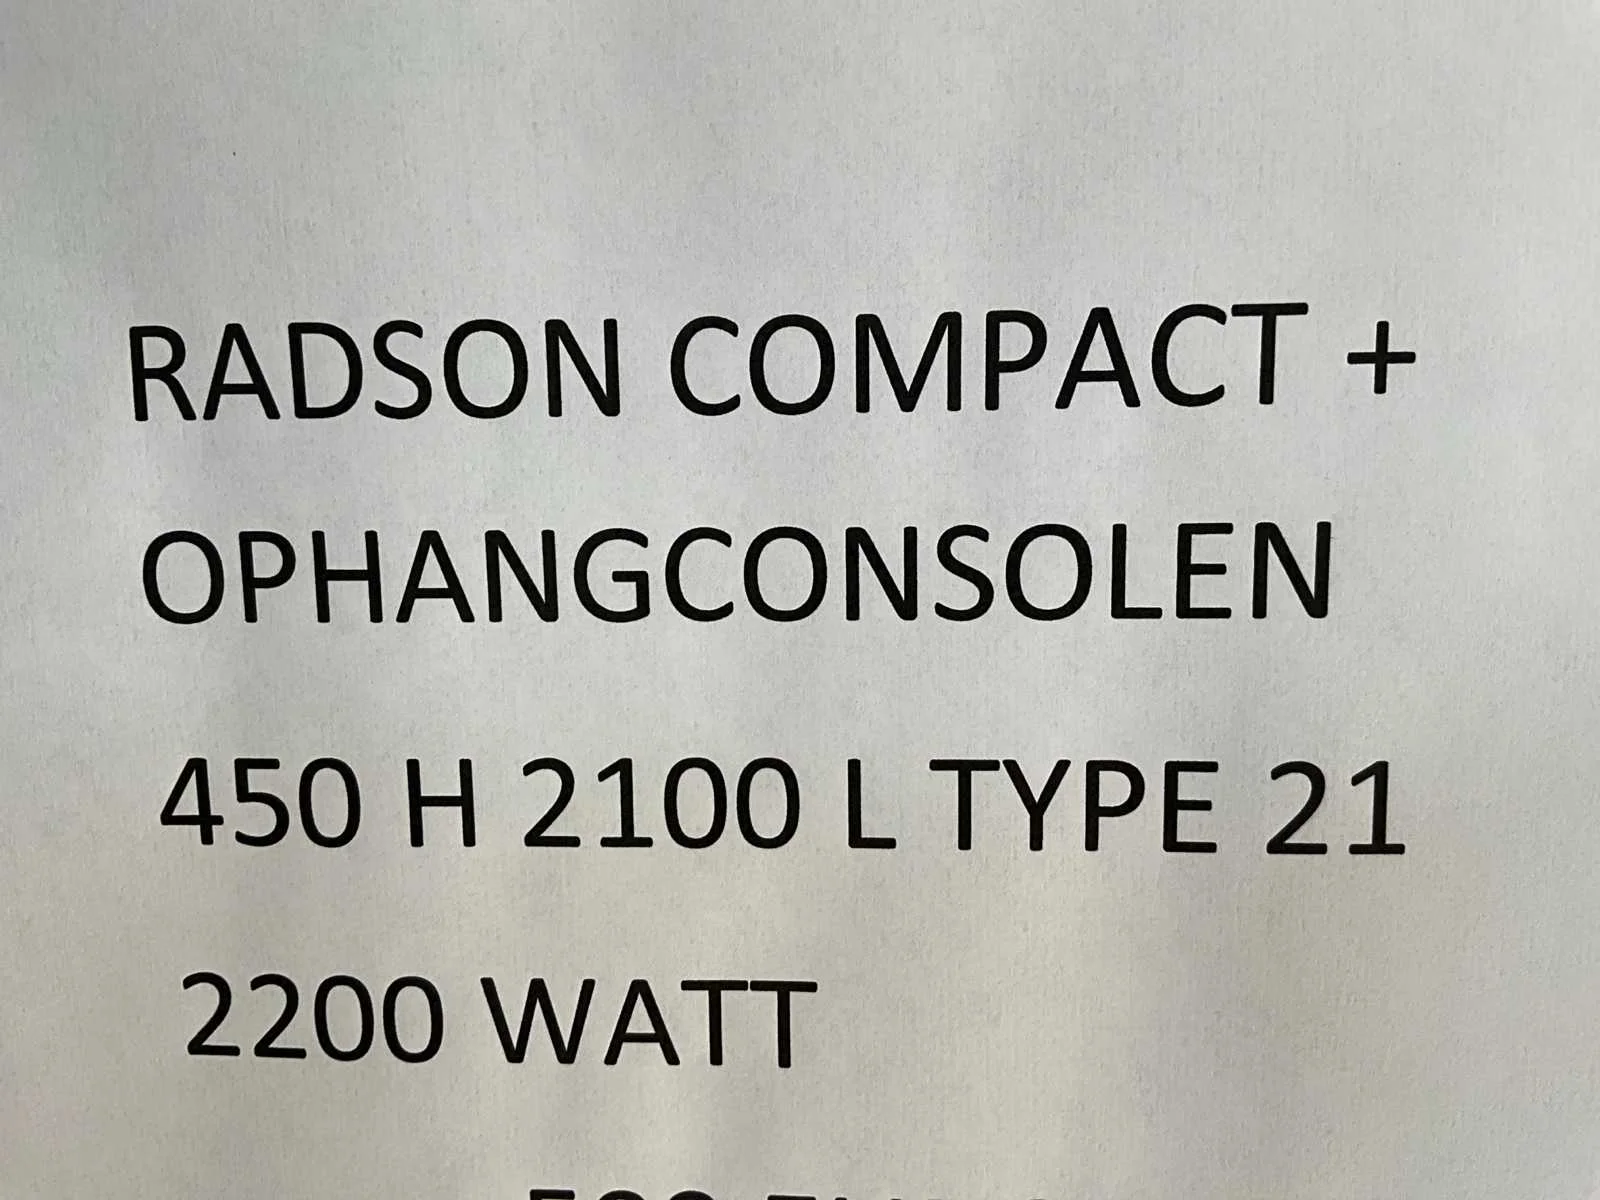 RADSON COMPACT +
OPHANGCONSOLEN
450 H 2100 L TYPE 21
2200 WATT